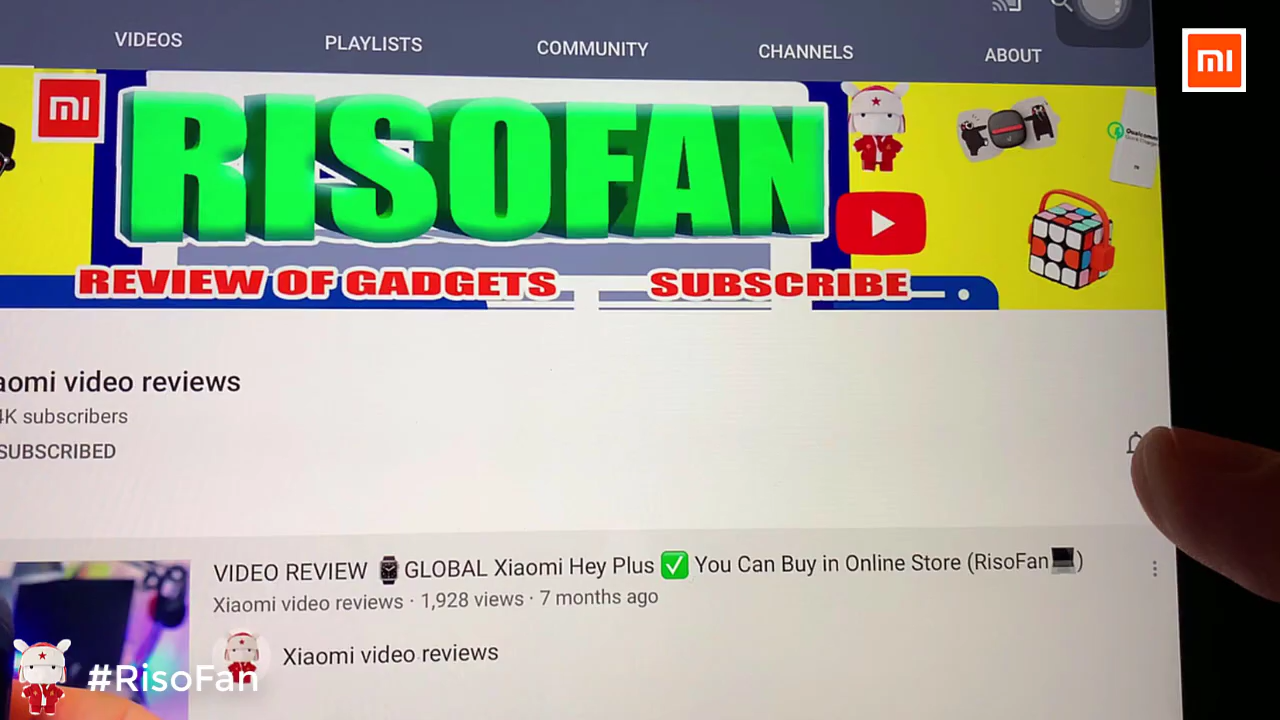 VIDEOS PLAYLISTS COMMUNITY CHANNELS ABOUT
mi
mi
RISOFAN
REVIEW OF GADGETS SUBSCRIBE
aomi video reviews
4K subscribers
SUBSCRIBED
VIDEO REVIEW ⌚GLOBAL Xiaomi Hey Plus ✅ You Can Buy in Online Store (RisoFan💻)
Xiaomi video reviews · 1,928 views · 7 months ago
Xiaomi video reviews
#RisoFan